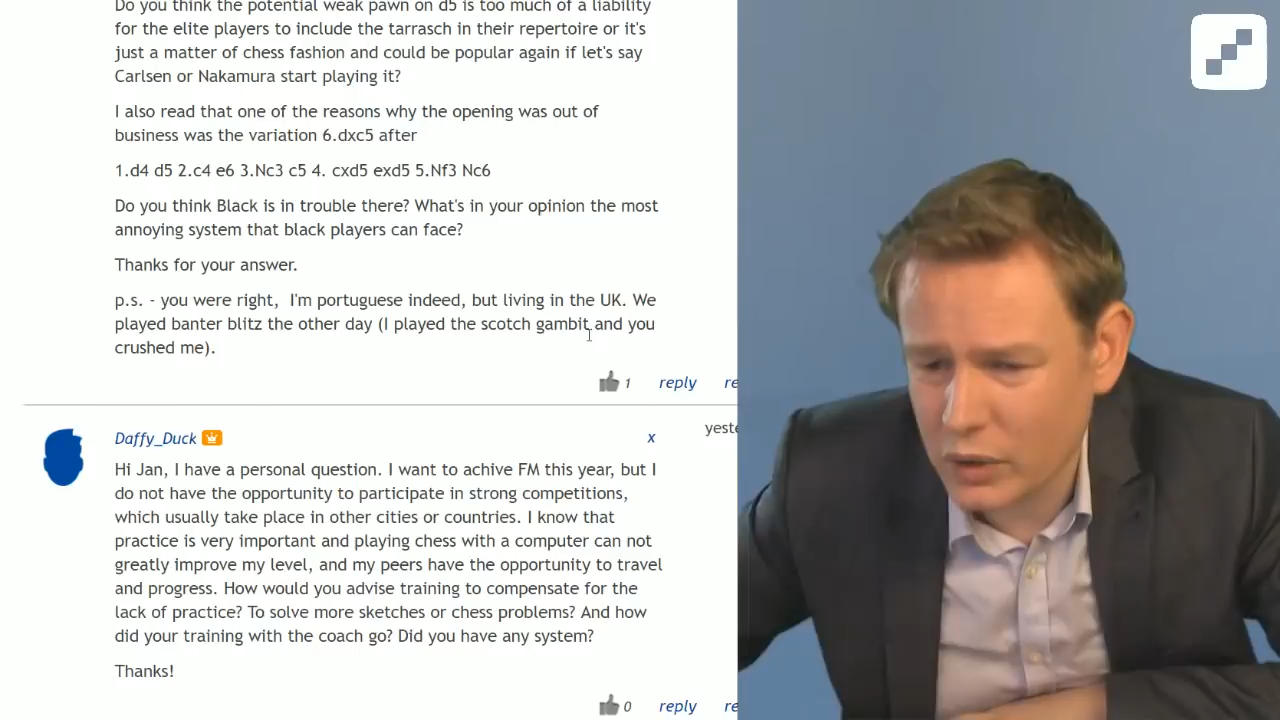 Do you think the potential weak pawn on d5 is too much of a liability
for the elite players to include the tarrasch in their repertoire or it's
just a matter of chess fashion and could be popular again if let's say
Carlsen or Nakamura start playing it?
I also read that one of the reasons why the opening was out of
business was the variation 6.dxc5 after
1.d4 d5 2.c4 e6 3.Nc3 c5 4. cxd5 exd5 5.Nf3 Nc6
Do you think Black is in trouble there? What's in your opinion the most
annoying system that black players can face?
Thanks for your answer.
p.s. - you were right,  I'm portuguese indeed, but living in the UK. We
played banter blitz the other day (I played the scotch gambit and you
crushed me).
1 reply re
Daffy_Duck x yeste
Hi Jan, I have a personal question. I want to achive FM this year, but I
do not have the opportunity to participate in strong competitions,
which usually take place in other cities or countries. I know that
practice is very important and playing chess with a computer can not
greatly improve my level, and my peers have the opportunity to travel
and progress. How would you advise training to compensate for the
lack of practice? To solve more sketches or chess problems? And how
did your training with the coach go? Did you have any system?
Thanks!
0 reply re